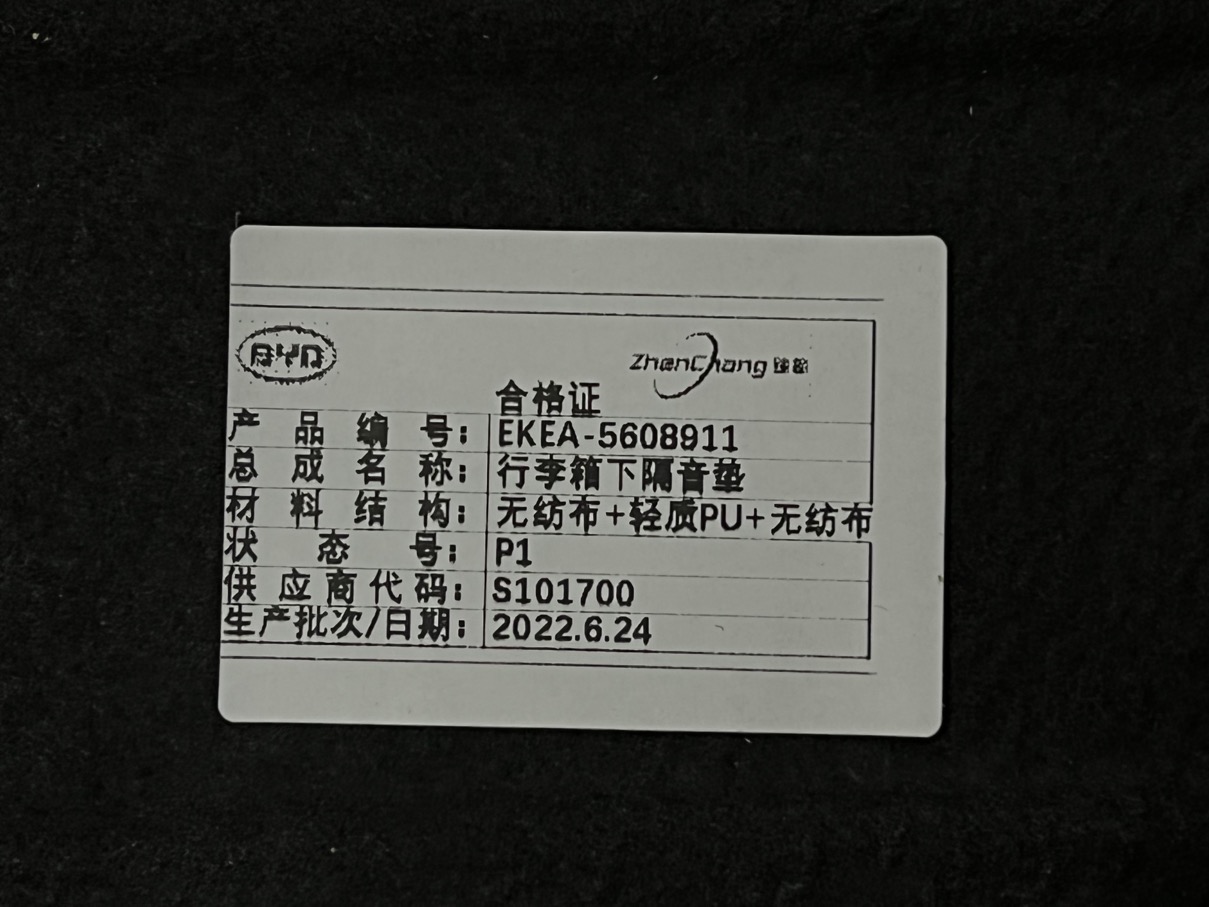 BYD
ZhenChang
合格证
产品编号： EKEA-5608911
总成名称： 行李箱下隔音垫
材料结构： 无纺布+轻质PU+无纺布
状态号： P1
供应商代码： S101700
生产批次/日期： 2022.6.24